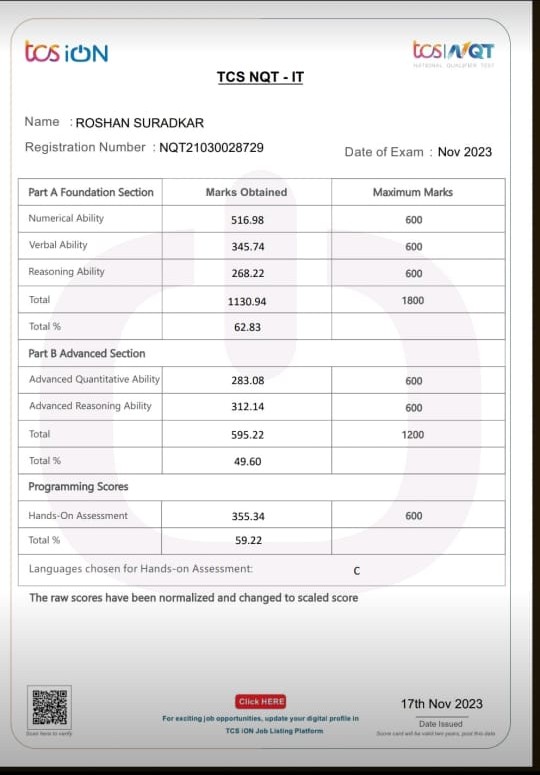 tcs iON
tcs|NQT
NATIONAL QUALIFIER TEST
TCS NQT - IT
Name : ROSHAN SURADKAR
Registration Number : NQT21030028729
Date of Exam : Nov 2023
Part A Foundation Section Marks Obtained Maximum Marks
Numerical Ability 516.98 600
Verbal Ability 345.74 600
Reasoning Ability 268.22 600
Total 1130.94 1800
Total % 62.83
Part B Advanced Section
Advanced Quantitative Ability 283.08 600
Advanced Reasoning Ability 312.14 600
Total 595.22 1200
Total % 49.60
Programming Scores
Hands-On Assessment 355.34 600
Total % 59.22
Languages chosen for Hands-on Assessment: C
The raw scores have been normalized and changed to scaled score
Scan here to verify
Click HERE
For exciting job opportunities, update your digital profile in
TCS iON Job Listing Platform
17th Nov 2023
Date Issued
Score card will be valid two years, post this date